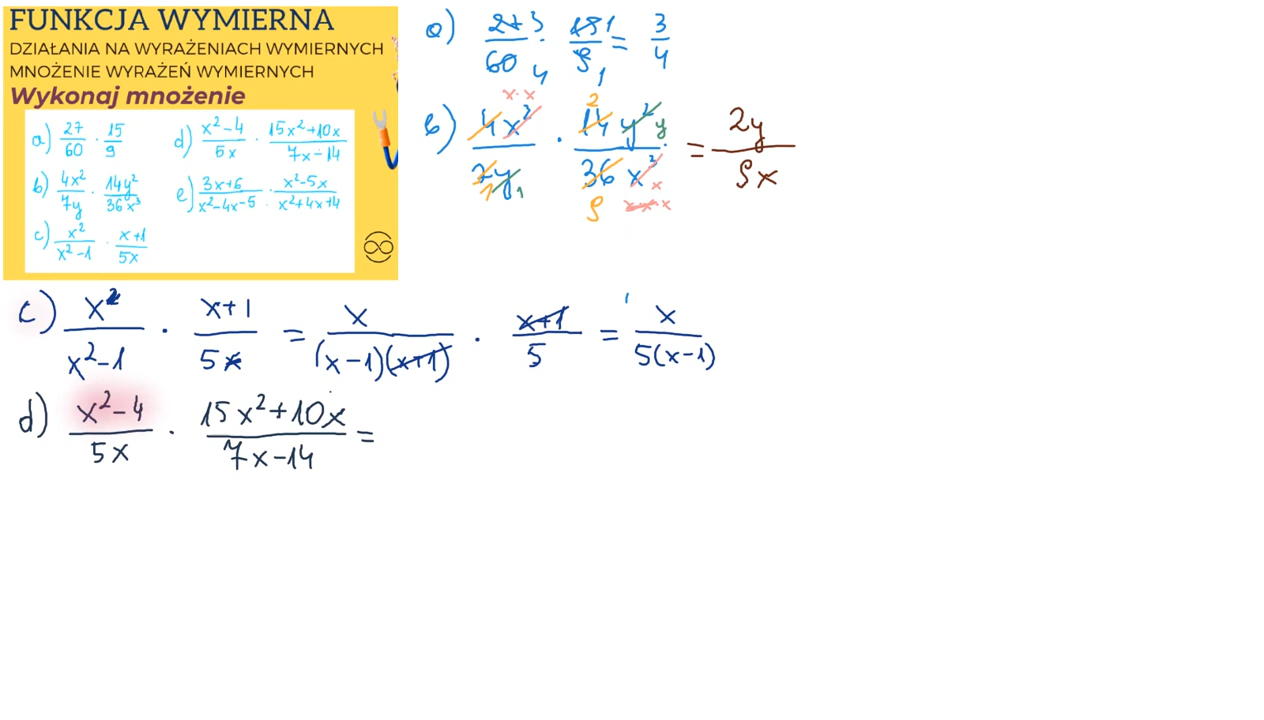 FUNKCJA WYMIERNA
DZIAŁANIA NA WYRAŻENIACH WYMIERNYCH
MNOŻENIE WYRAŻEŃ WYMIERNYCH
Wykonaj mnożenie
a) 27/60 · 15/9
b) 4x²/7y · 14y²/36x³
c) x²/(x²-1) · (x+1)/5x
d) (x²-4)/5x · (15x²+10x)/(7x-14)
e) (3x+6)/(x²-4x-5) · (x²-5x)/(x²+4x+4)
a) 27/60 · 15/9 = 3/4
b) 4x²/7y · 14y²/36x³ = 2y/9x
c) x²/(x²-1) · (x+1)/5x = x/((x-1)(x+1)) · (x+1)/5 = x/(5(x-1))
d) (x²-4)/5x · (15x²+10x)/(7x-14) =